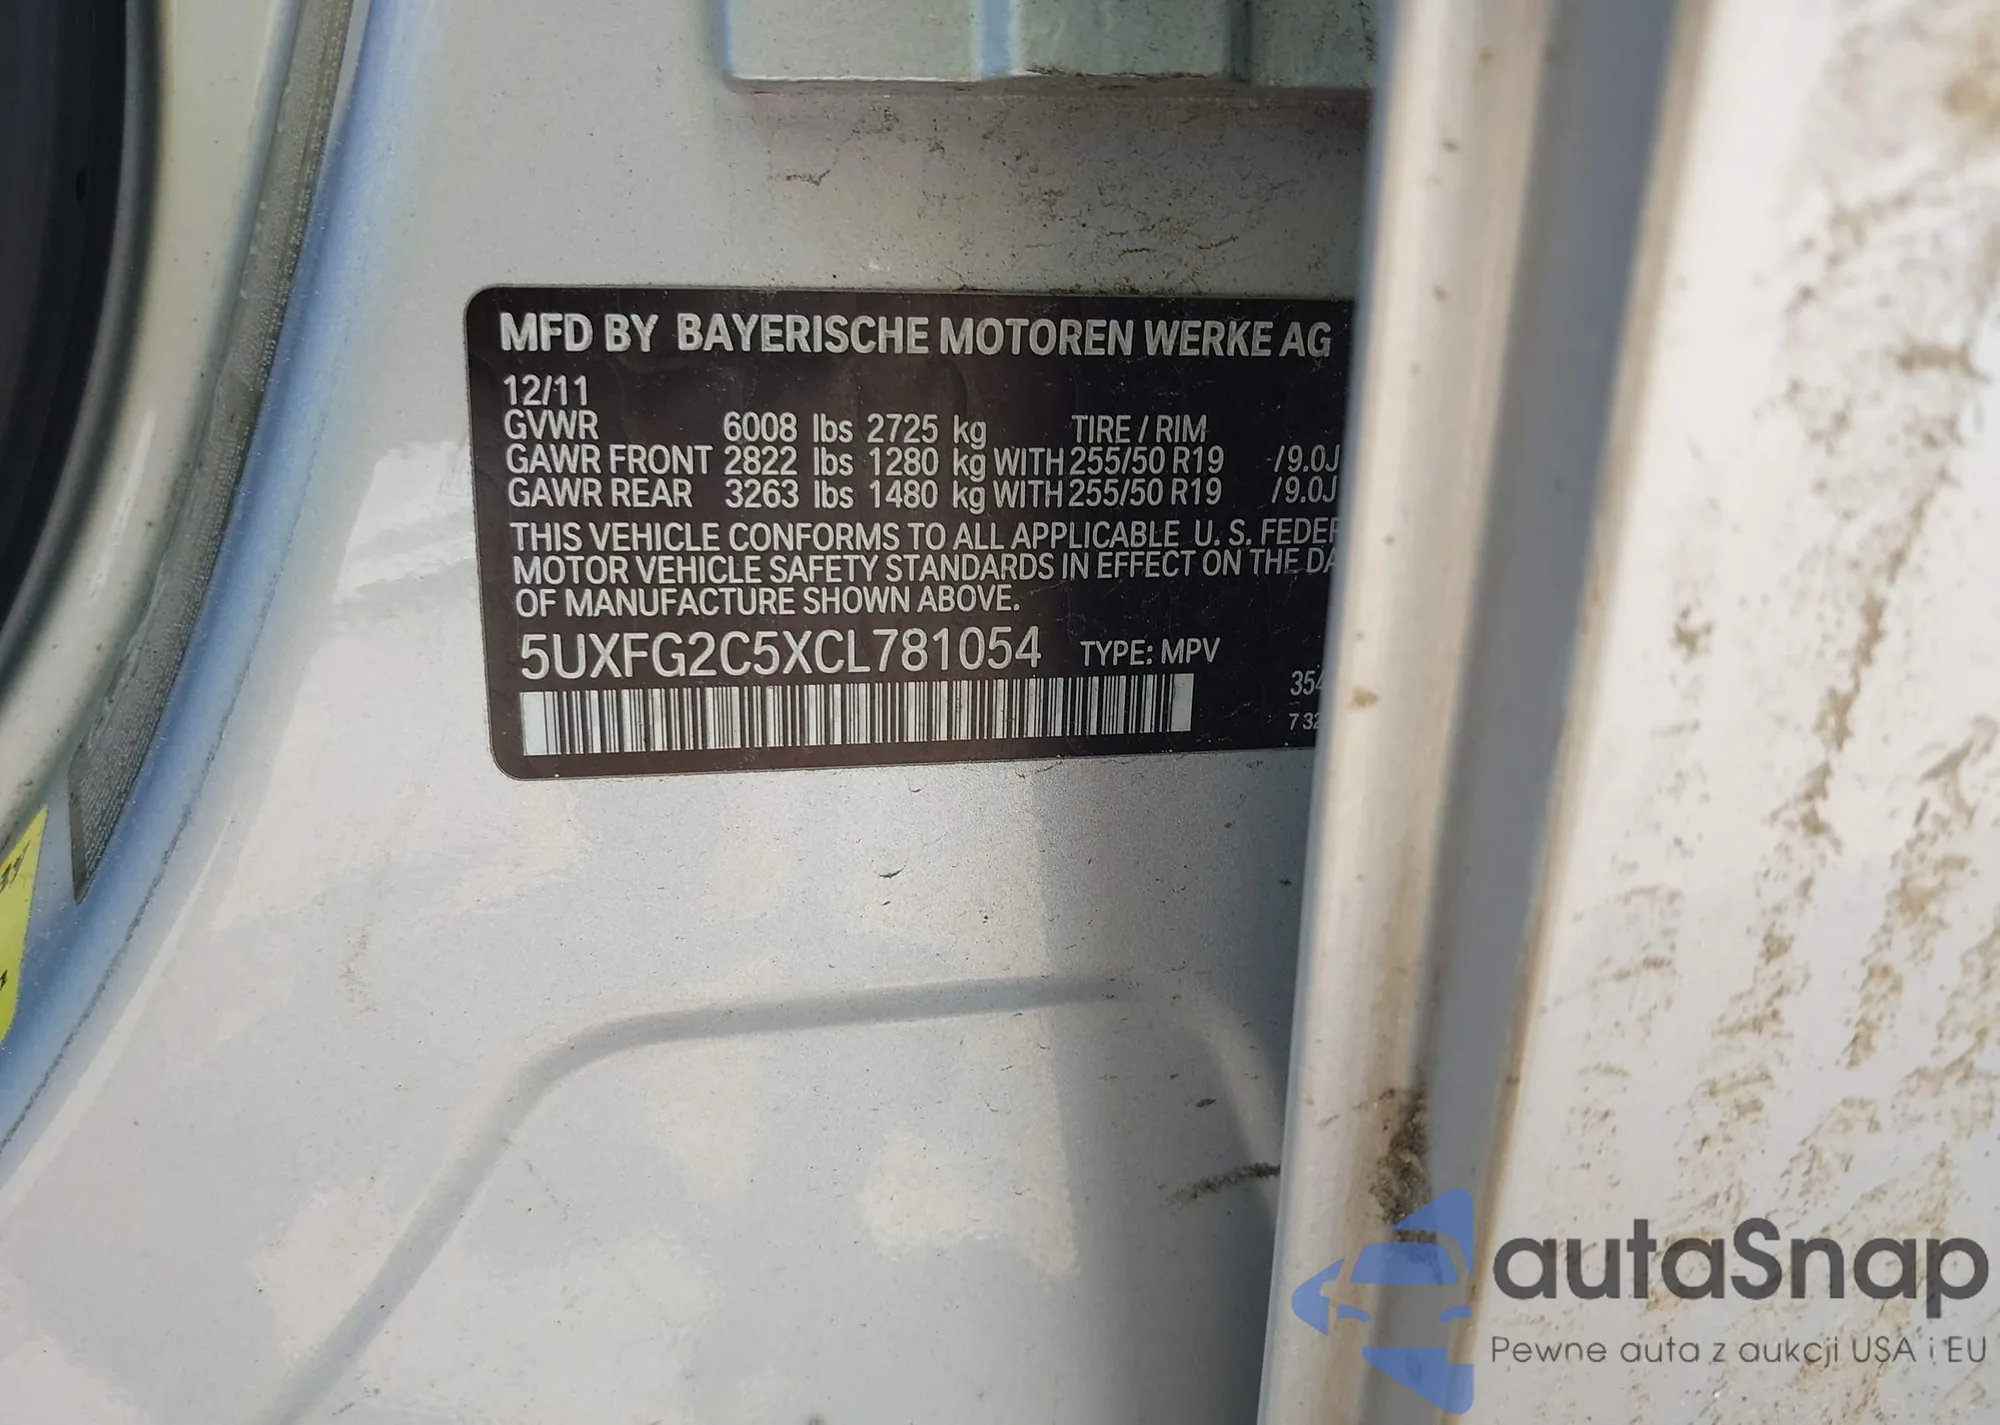 MFD BY BAYERISCHE MOTOREN WERKE AG
12/11
GVWR 6008 lbs 2725 kg TIRE / RIM
GAWR FRONT 2822 lbs 1280 kg WITH 255/50 R19 /9.0J
GAWR REAR 3263 lbs 1480 kg WITH 255/50 R19 /9.0J
THIS VEHICLE CONFORMS TO ALL APPLICABLE U. S. FEDER
MOTOR VEHICLE SAFETY STANDARDS IN EFFECT ON THE DA
OF MANUFACTURE SHOWN ABOVE.
5UXFG2C5XCL781054 TYPE: MPV
354
7 32
autaSnap
Pewne auta z aukcji USA i EU